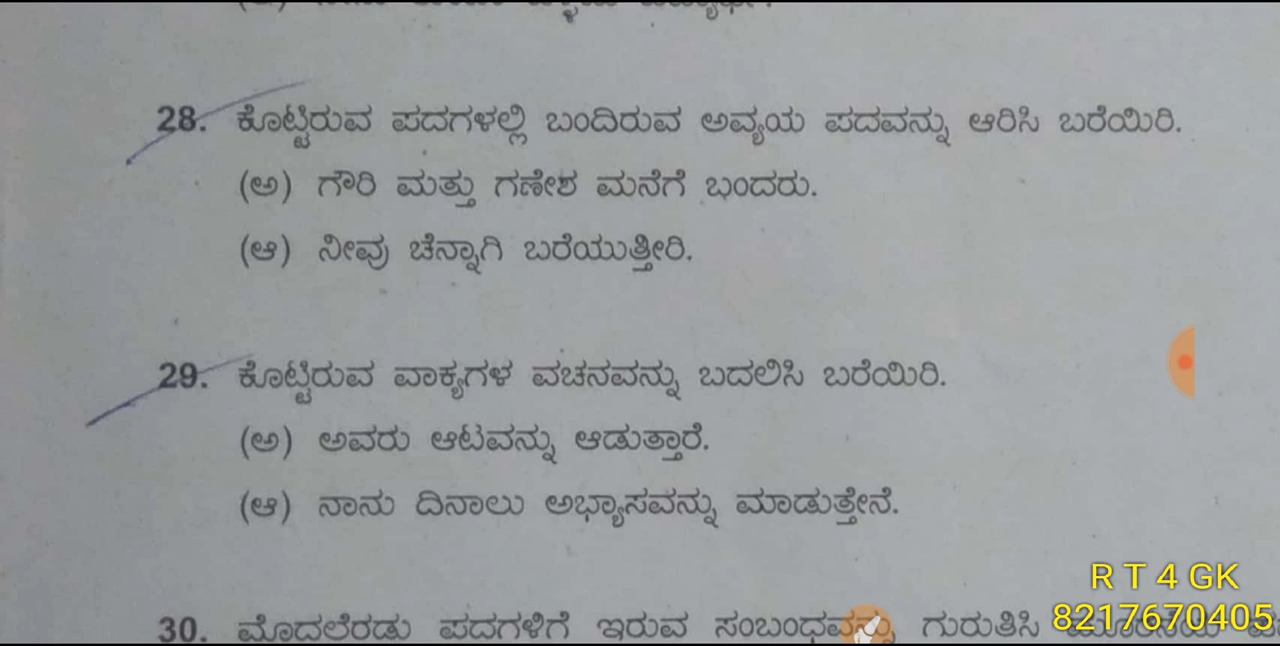 28. ಕೊಟ್ಟಿರುವ ಪದಗಳಲ್ಲಿ ಬಂದಿರುವ ಅವ್ಯಯ ಪದವನ್ನು ಆರಿಸಿ ಬರೆಯಿರಿ.
(ಅ) ಗೌರಿ ಮತ್ತು ಗಣೇಶ ಮನೆಗೆ ಬಂದರು.
(ಆ) ನೀವು ಚೆನ್ನಾಗಿ ಬರೆಯುತ್ತೀರಿ.
29. ಕೊಟ್ಟಿರುವ ವಾಕ್ಯಗಳ ವಚನವನ್ನು ಬದಲಿಸಿ ಬರೆಯಿರಿ.
(ಅ) ಅವರು ಆಟವನ್ನು ಆಡುತ್ತಾರೆ.
(ಆ) ನಾನು ದಿನಾಲು ಅಭ್ಯಾಸವನ್ನು ಮಾಡುತ್ತೇನೆ.
R T 4 GK
30. ಮೊದಲೆರಡು ಪದಗಳಿಗೆ ಇರುವ ಸಂಬಂಧವನ್ನು ಗುರುತಿಸಿ
8217670405